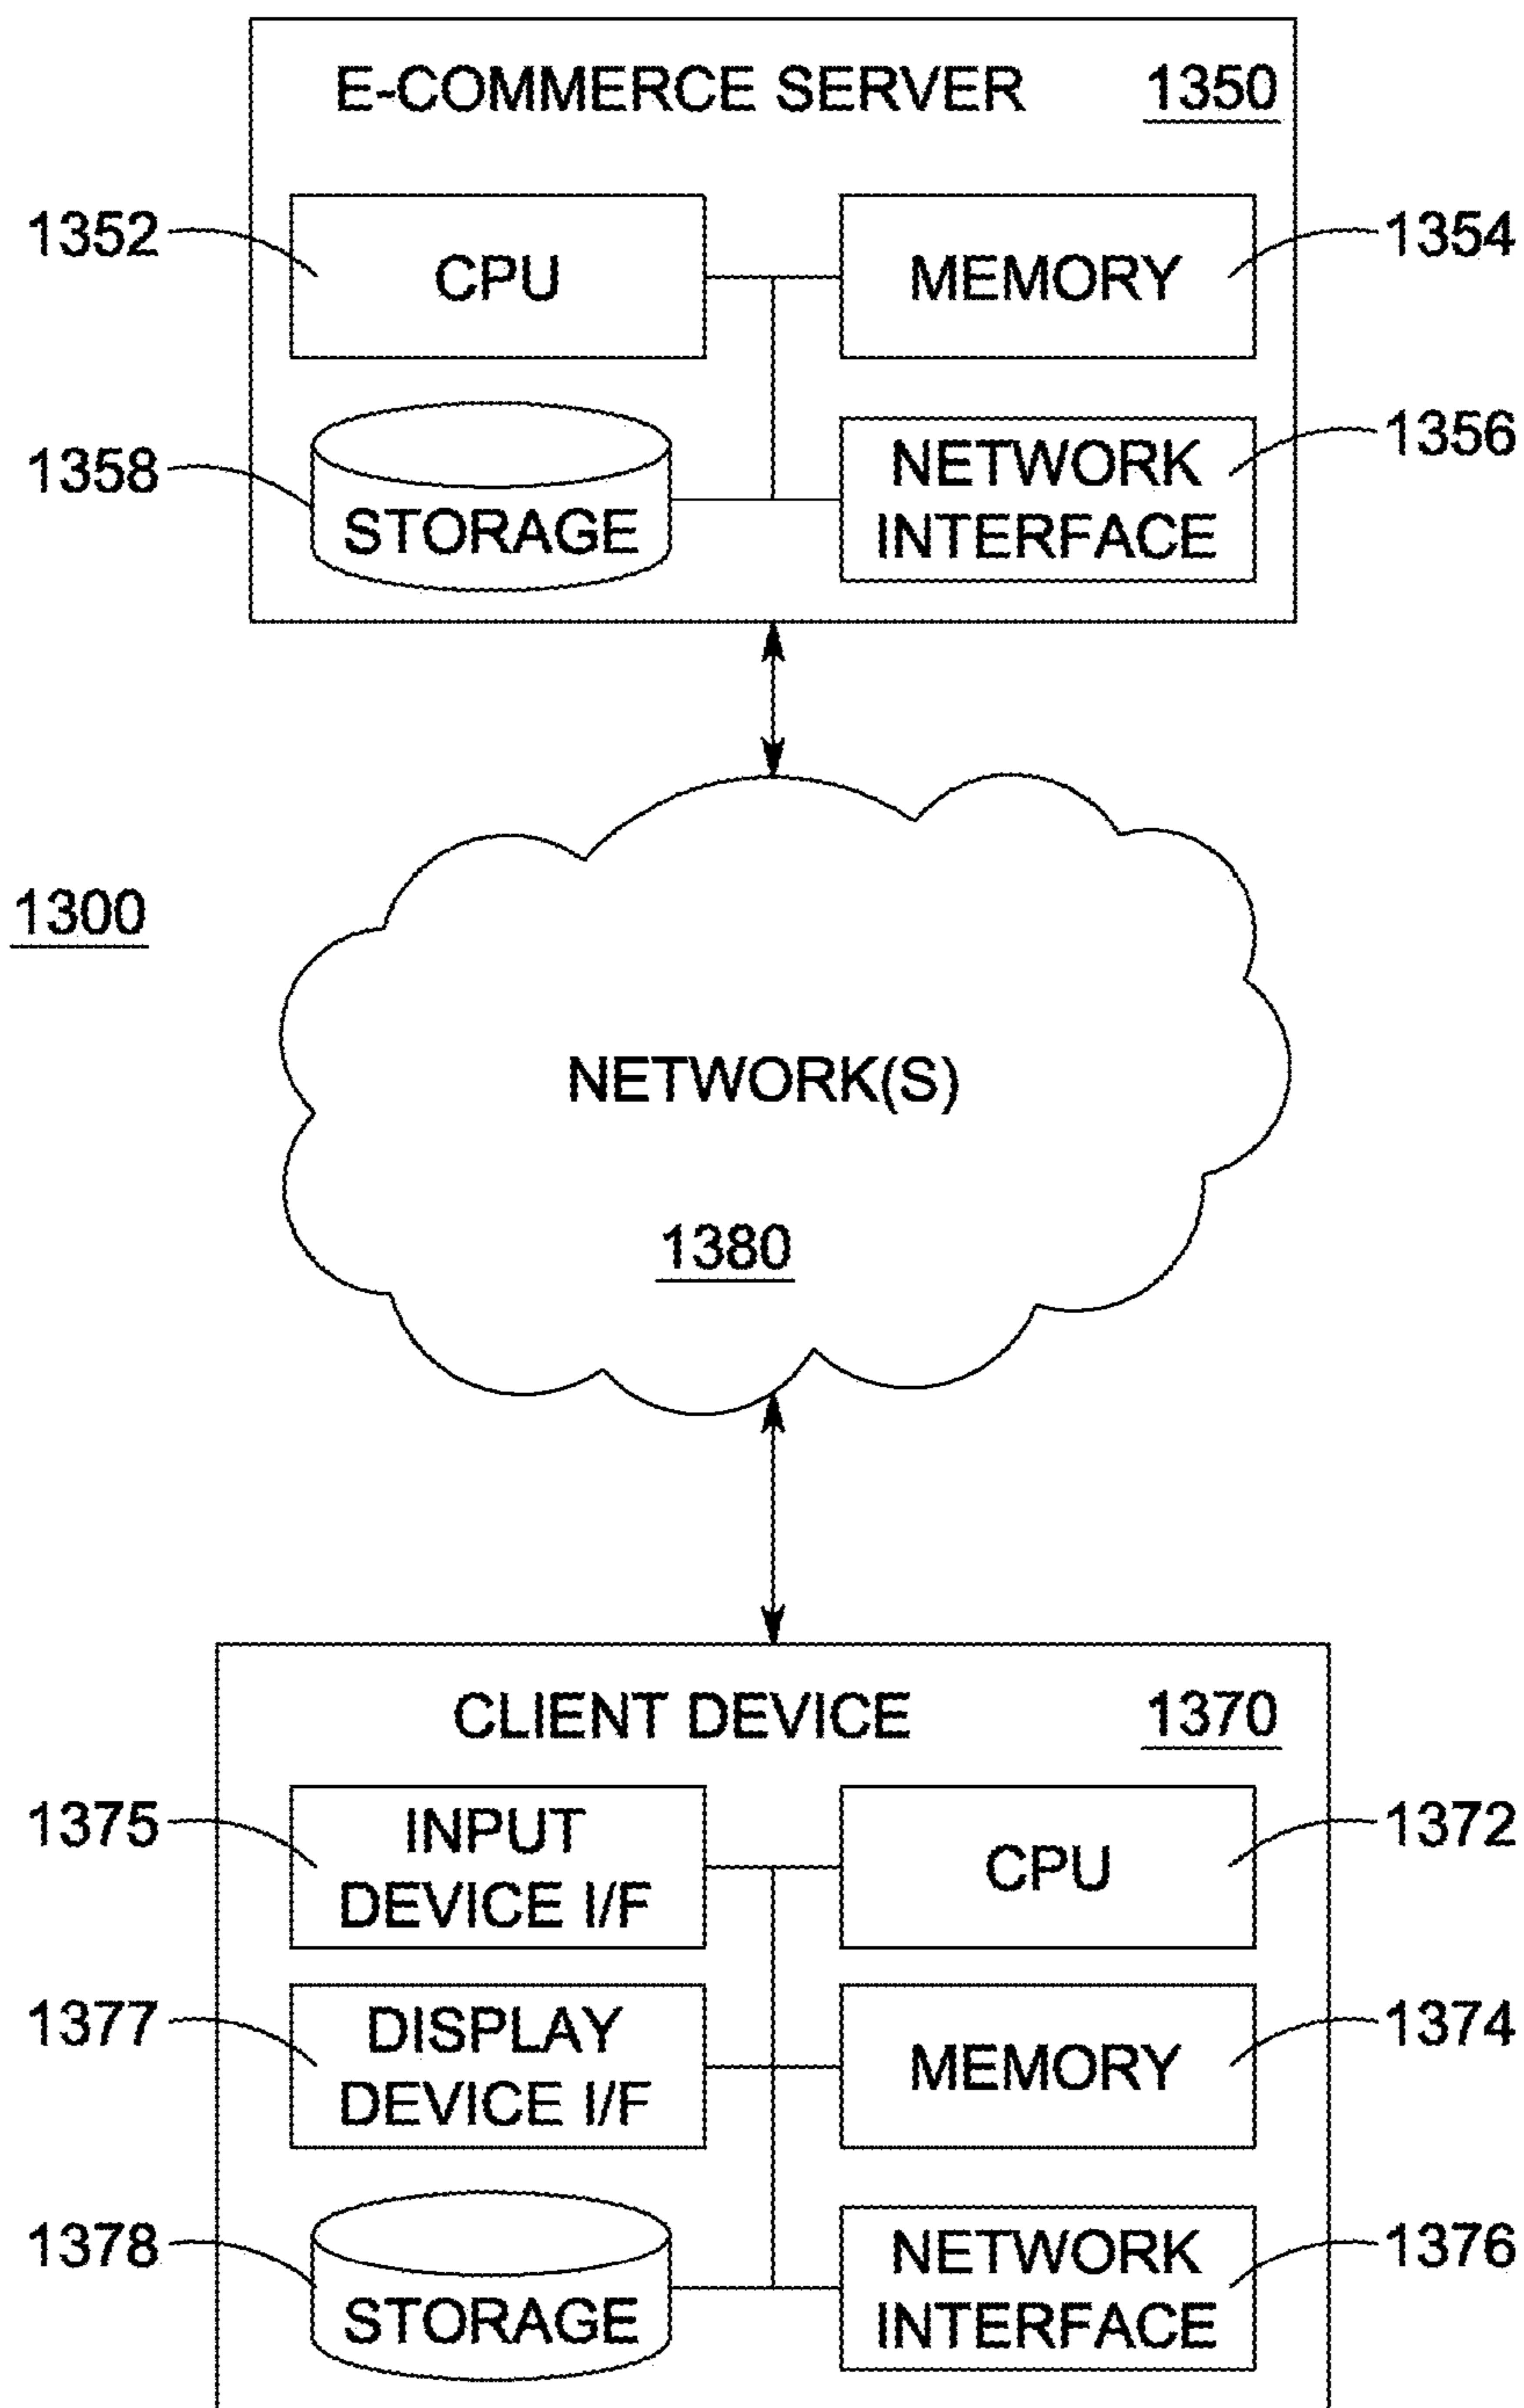 E-COMMERCE SERVER 1350
1352 CPU MEMORY 1354
1358 STORAGE
NETWORK
INTERFACE
1356
1300
NETWORK(S)
1380
CLIENT DEVICE 1370
1375 INPUT
DEVICE I/F
CPU 1372
1377 DISPLAY
DEVICE I/F
MEMORY 1374
1378 STORAGE
NETWORK
INTERFACE
1376